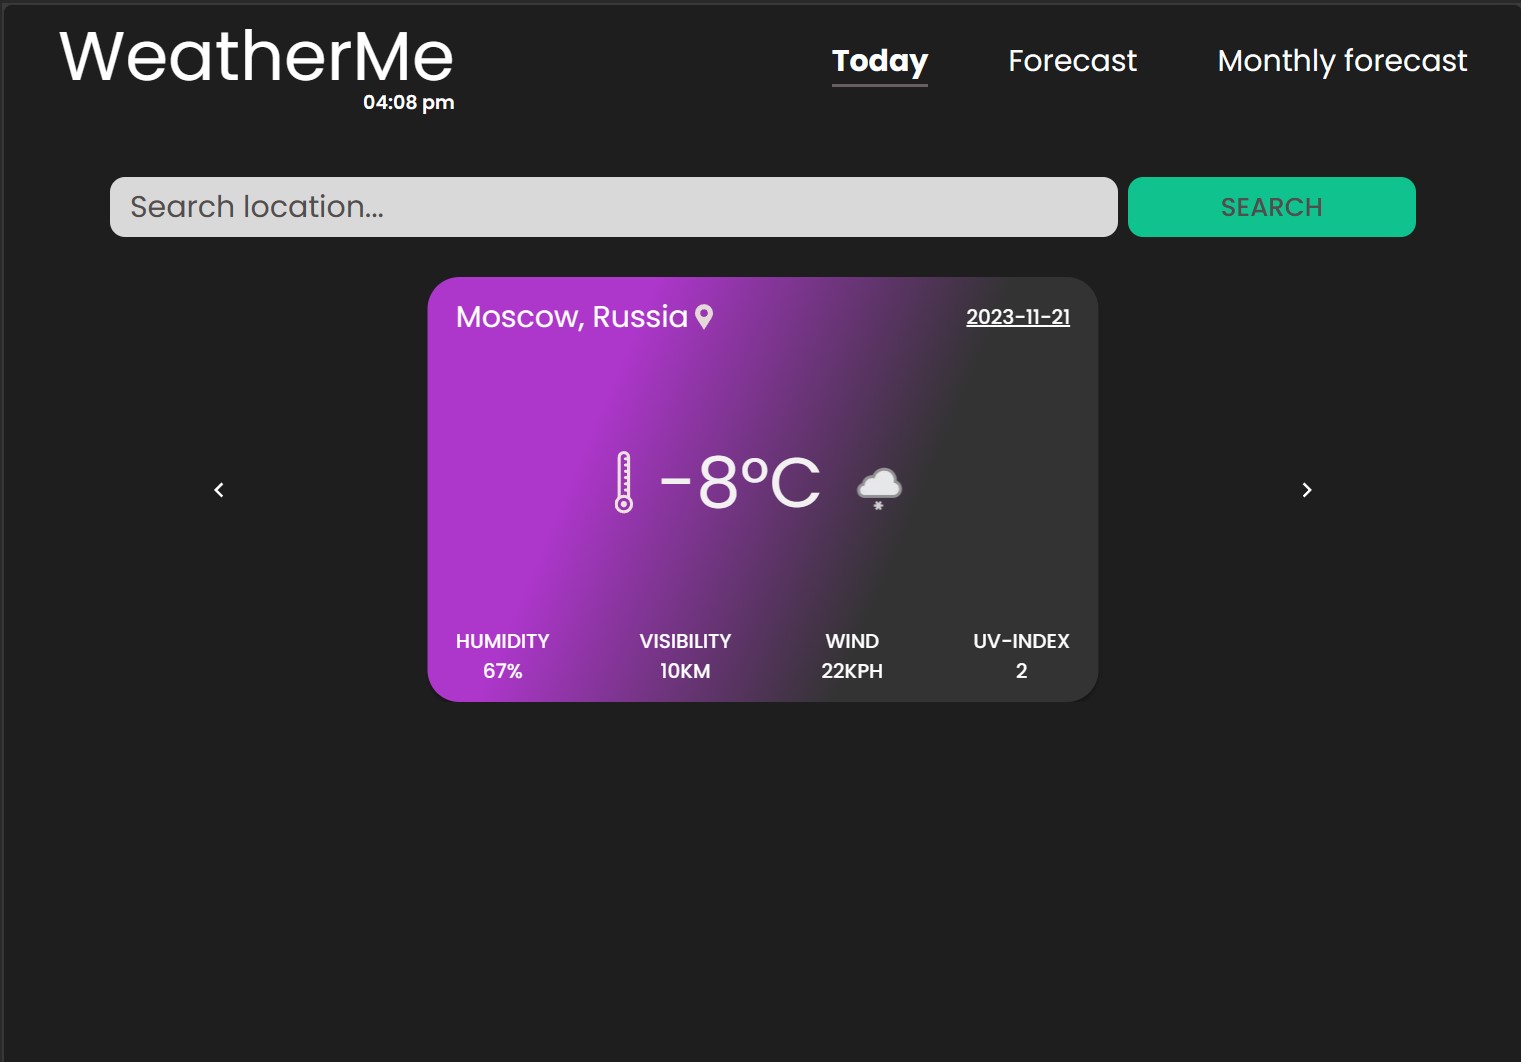 WeatherMe
04:08 pm
Today
Forecast
Monthly forecast
Search location...
SEARCH
Moscow, Russia
2023-11-21
-8°C
HUMIDITY
67%
VISIBILITY
10KM
WIND
22KPH
UV-INDEX
2